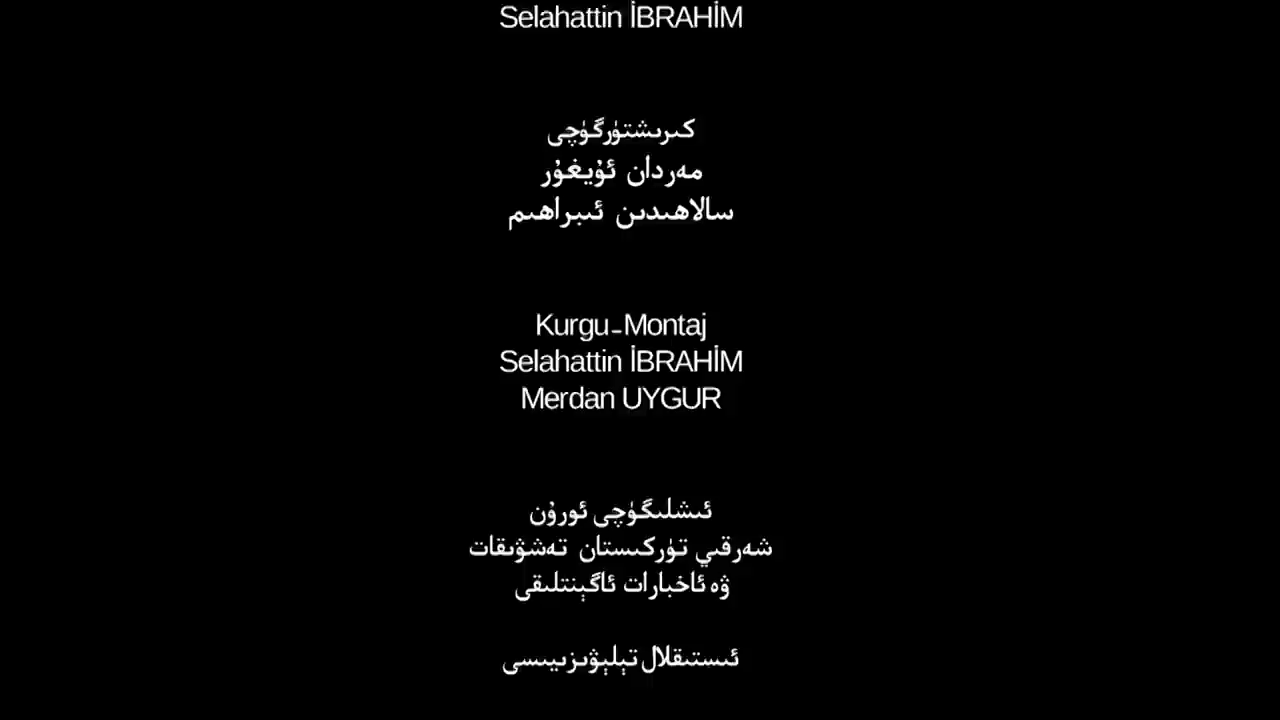 Selahattin İBRAHİM
كىرىشتۈرگۈچى
مەردان ئۇيغۇر
سالاھىدىن ئىبراھىم
Kurgu-Montaj
Selahattin İBRAHİM
Merdan UYGUR
ئىشلىگۈچى ئورۇن
شەرقىي تۈركىستان تەشۋىقات
ۋە ئاخبارات ئاگېنتلىقى
ئىستىقلال تېلېۋىزىيىسى